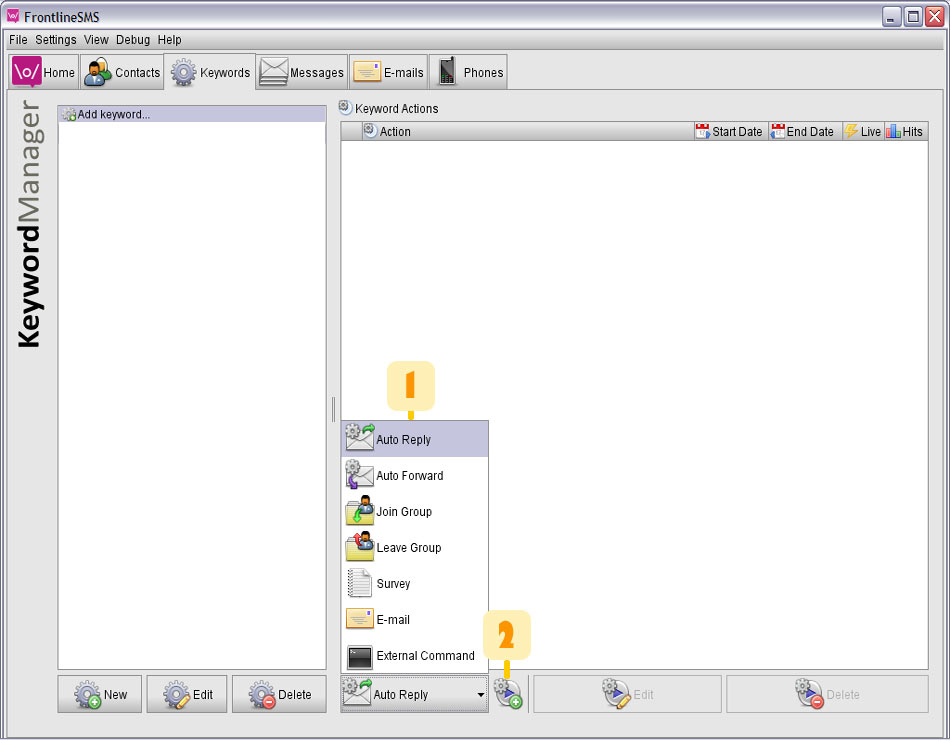 FrontlineSMS
File Settings View Debug Help
\o/ Home Contacts Keywords Messages E-mails Phones
KeywordManager
Add keyword...
Keyword Actions
Action Start Date End Date Live Hits
1
Auto Reply
Auto Forward
Join Group
Leave Group
Survey
E-mail
External Command
2
New Edit Delete Auto Reply Edit Delete